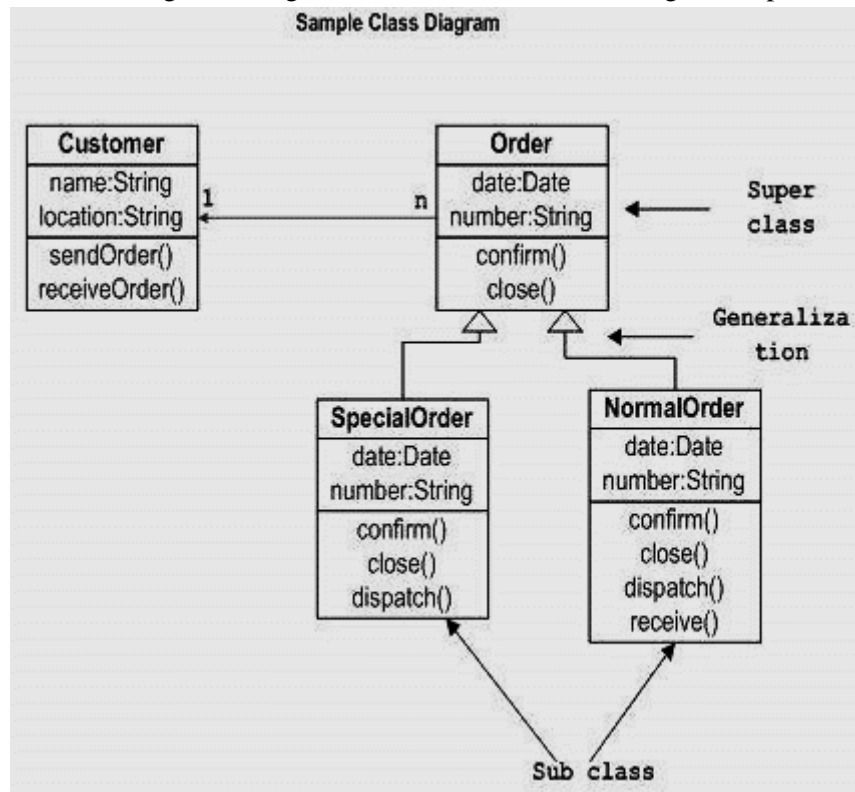 Sample Class Diagram
Customer
name:String
location:String
sendOrder()
receiveOrder()
1
n
Order
date:Date
number:String
confirm()
close()
Super
class
Generaliza
tion
SpecialOrder
date:Date
number:String
confirm()
close()
dispatch()
NormalOrder
date:Date
number:String
confirm()
close()
dispatch()
receive()
Sub class